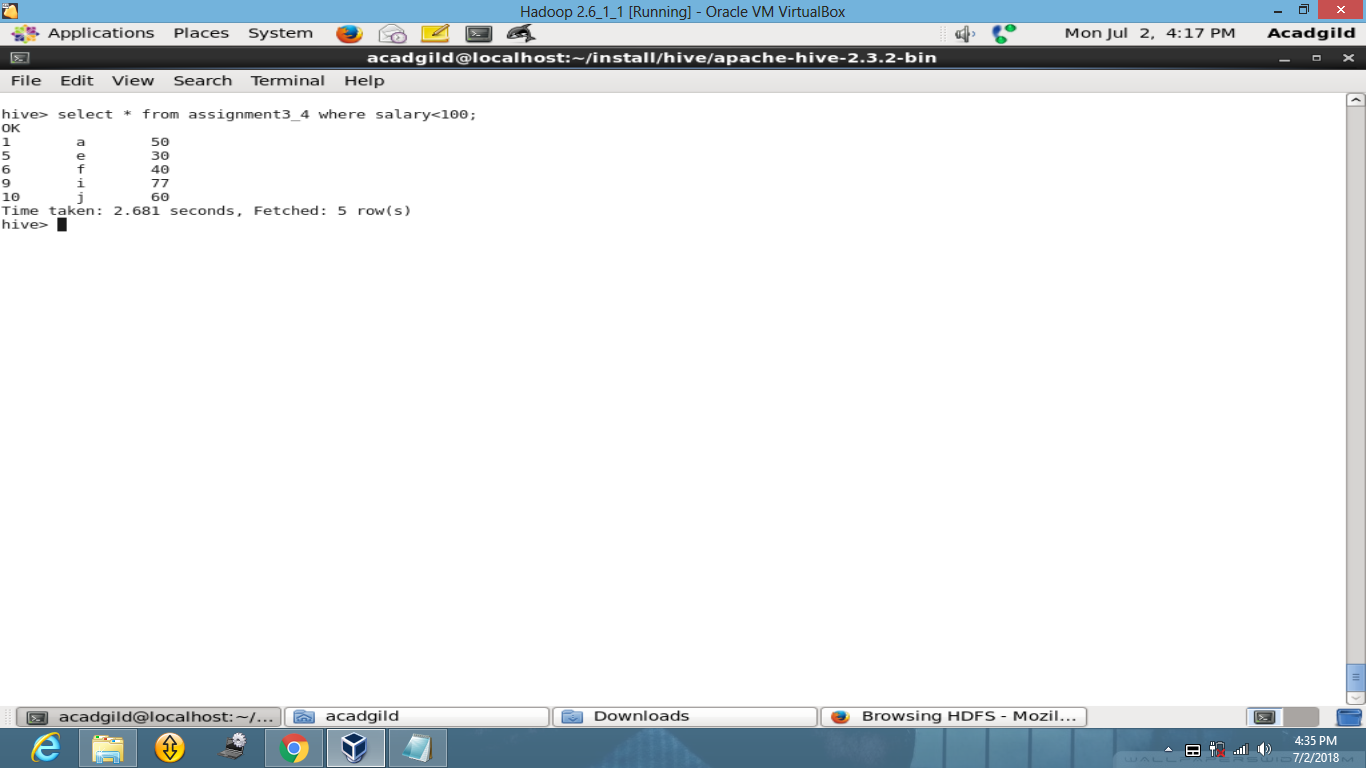 Hadoop 2.6_1_1 [Running] - Oracle VM VirtualBox
Applications Places System Mon Jul 2, 4:17 PM Acadgild
acadgild@localhost:~/install/hive/apache-hive-2.3.2-bin
File Edit View Search Terminal Help
hive> select * from assignment3_4 where salary<100;
OK
1 a 50
5 e 30
6 f 40
9 i 77
10 j 60
Time taken: 2.681 seconds, Fetched: 5 row(s)
hive>
acadgild@localhost:~/... acadgild Downloads Browsing HDFS - Mozil...
4:35 PM
7/2/2018